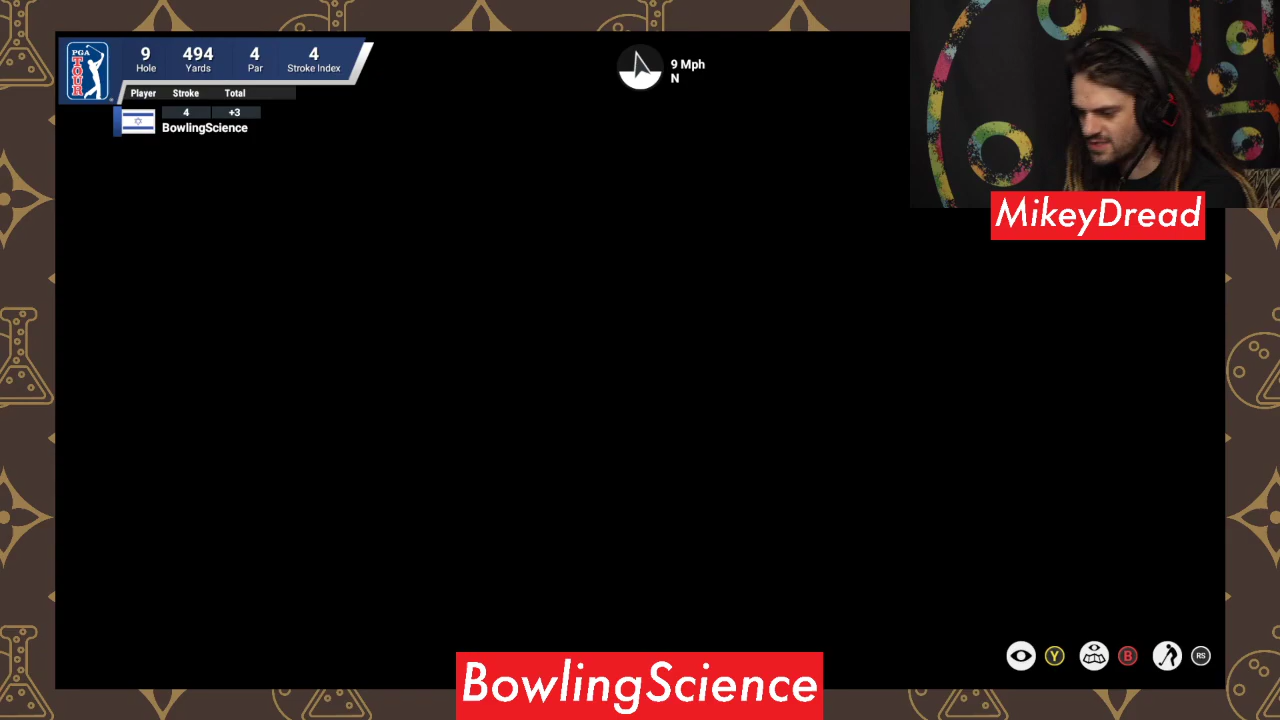 PGA
TOUR
9 494 4 4
Hole Yards Par Stroke Index
Player Stroke Total
4 +3
BowlingScience
9 Mph
N
MikeyDread
Y B RS
BowlingScience